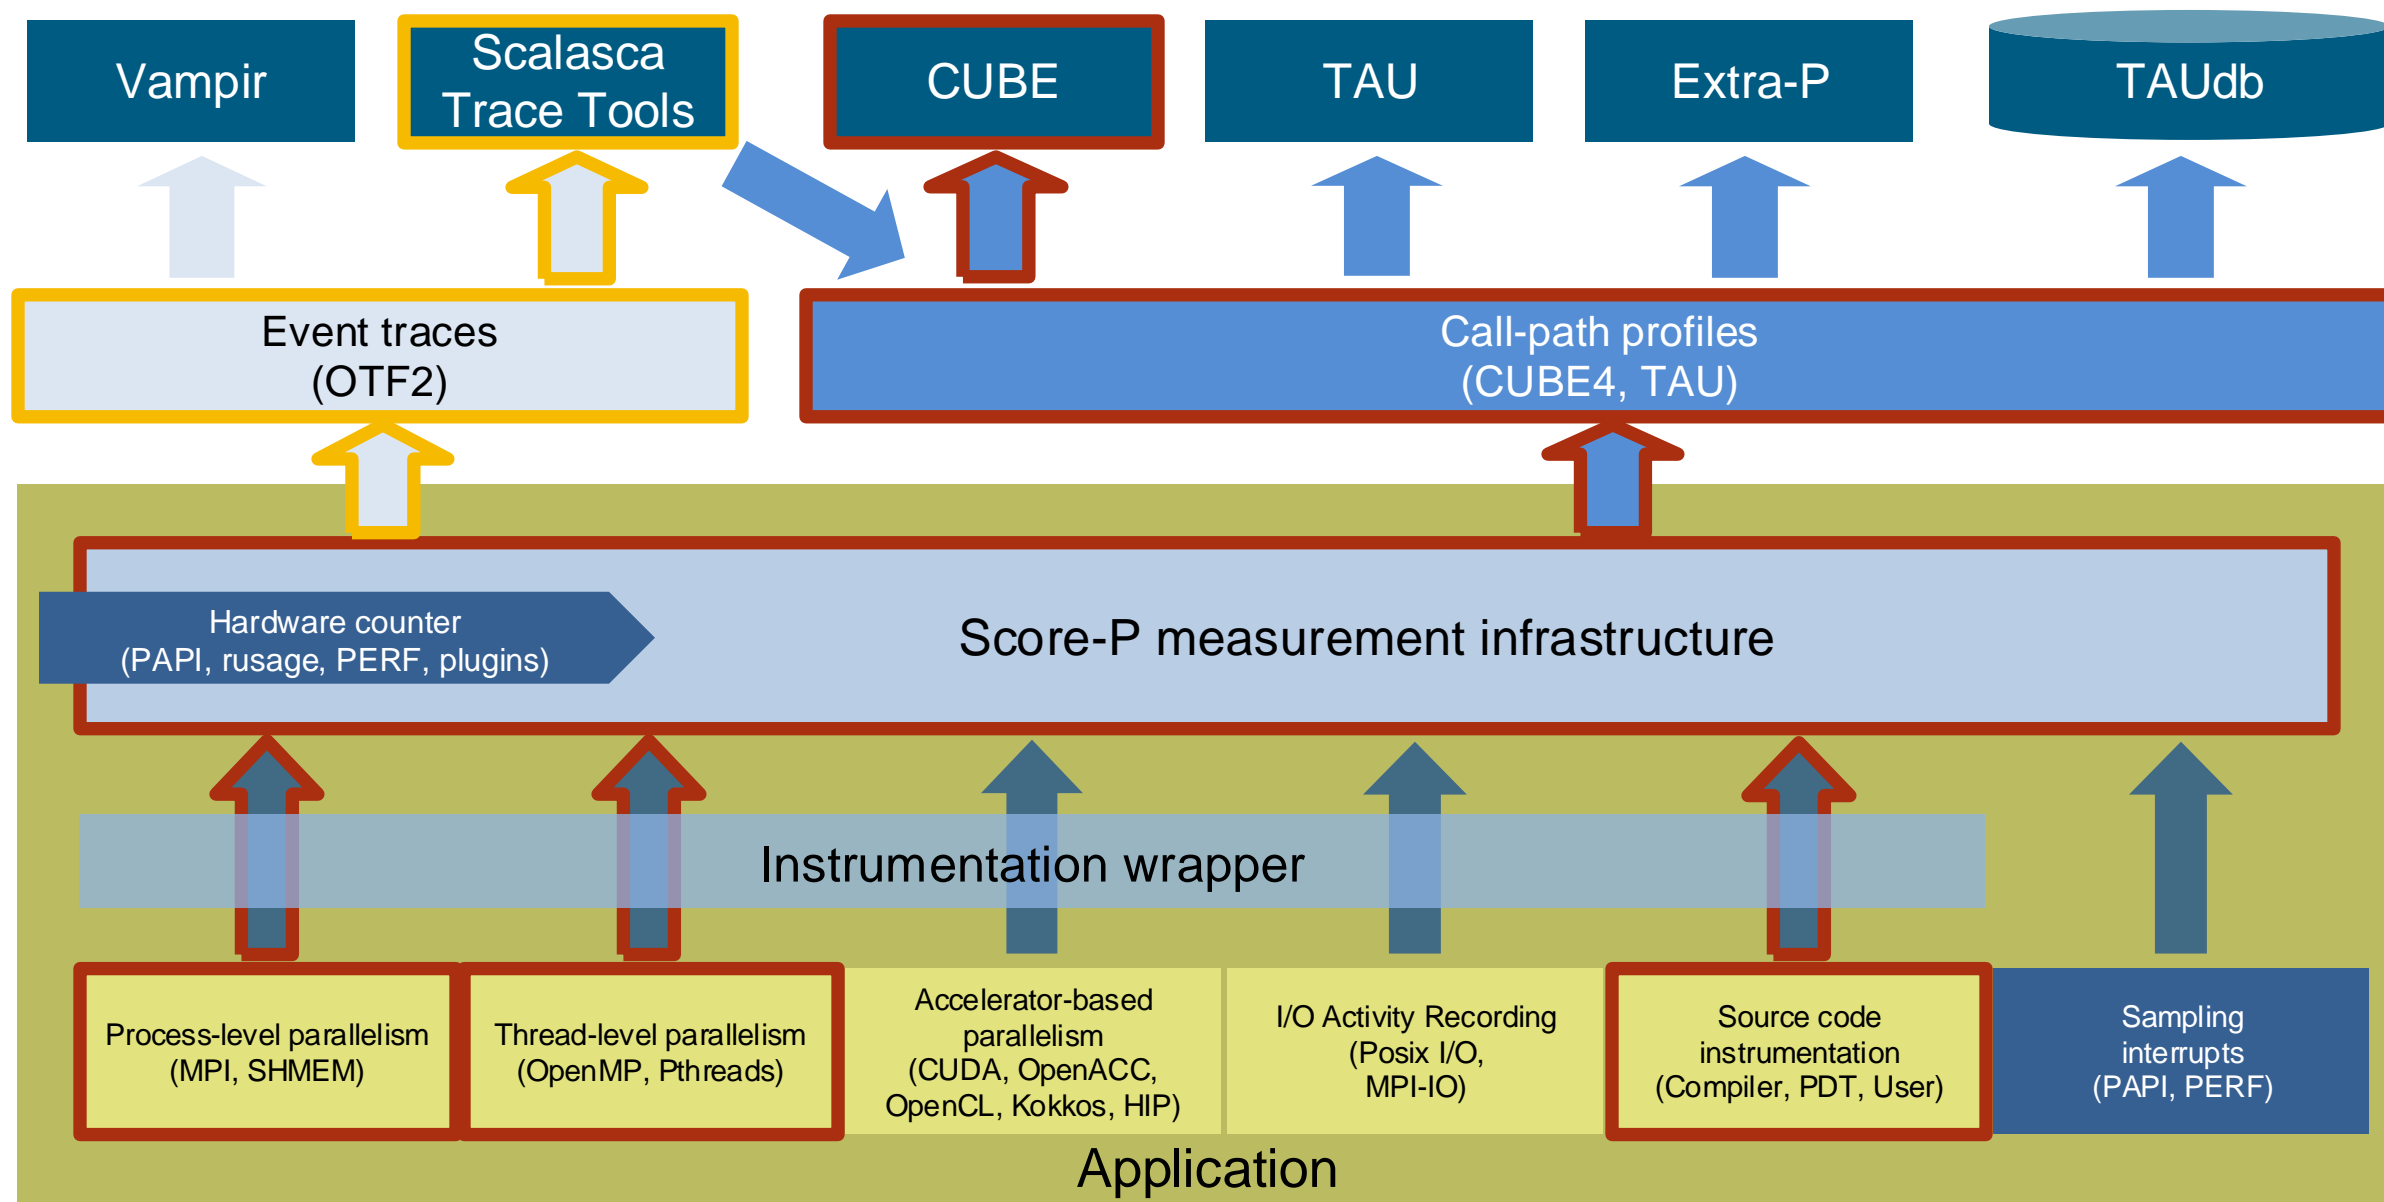 Vampir
Scalasca
Trace Tools
CUBE
TAU
Extra-P
TAUdb
Event traces
(OTF2)
Call-path profiles
(CUBE4, TAU)
Hardware counter
(PAPI, rusage, PERF, plugins)
Score-P measurement infrastructure
Instrumentation wrapper
Process-level parallelism
(MPI, SHMEM)
Thread-level parallelism
(OpenMP, Pthreads)
Accelerator-based
parallelism
(CUDA, OpenACC,
OpenCL, Kokkos, HIP)
I/O Activity Recording
(Posix I/O,
MPI-IO)
Source code
instrumentation
(Compiler, PDT, User)
Sampling
interrupts
(PAPI, PERF)
Application